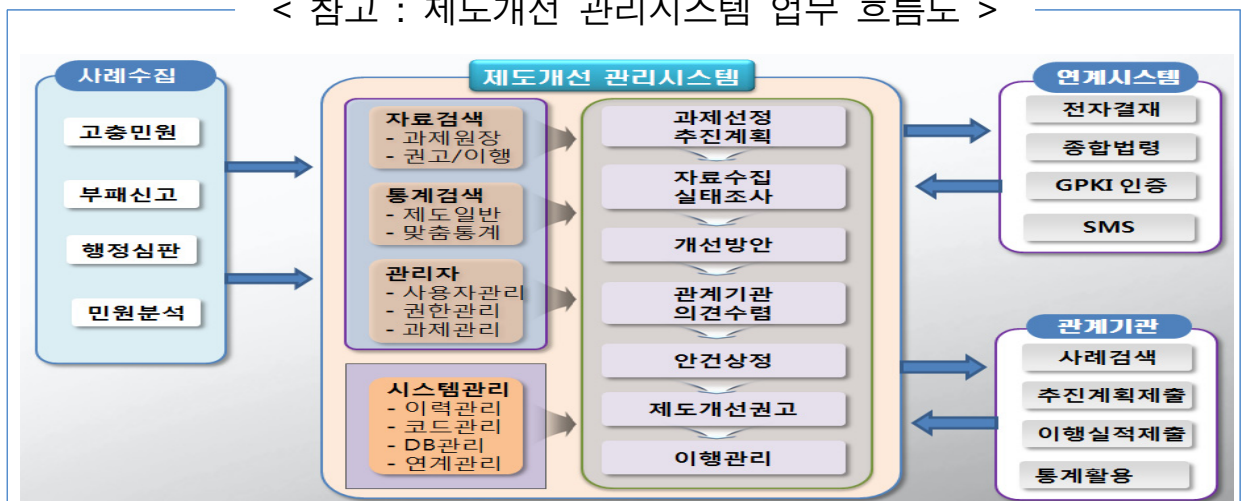 < 참고 : 제도개선 관리시스템 업무 흐름도 >
사례수집
고충민원
부패신고
행정심판
민원분석
제도개선 관리시스템
자료검색
- 과제원장
- 권고/이행
통계검색
- 제도일반
- 맞춤통계
관리자
- 사용자관리
- 권한관리
- 과제관리
시스템관리
- 이력관리
- 코드관리
- DB관리
- 연계관리
과제선정
추진계획
자료수집
실태조사
개선방안
관계기관
의견수렴
안건상정
제도개선권고
이행관리
연계시스템
전자결재
종합법령
GPKI 인증
SMS
관계기관
사례검색
추진계획제출
이행실적제출
통계활용